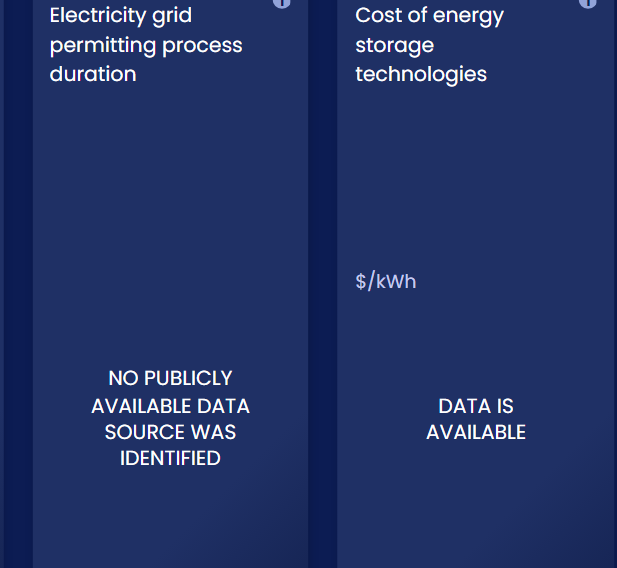 Electricity grid
permitting process
duration
Cost of energy
storage
technologies
$/kWh
NO PUBLICLY
AVAILABLE DATA
SOURCE WAS
IDENTIFIED
DATA IS
AVAILABLE